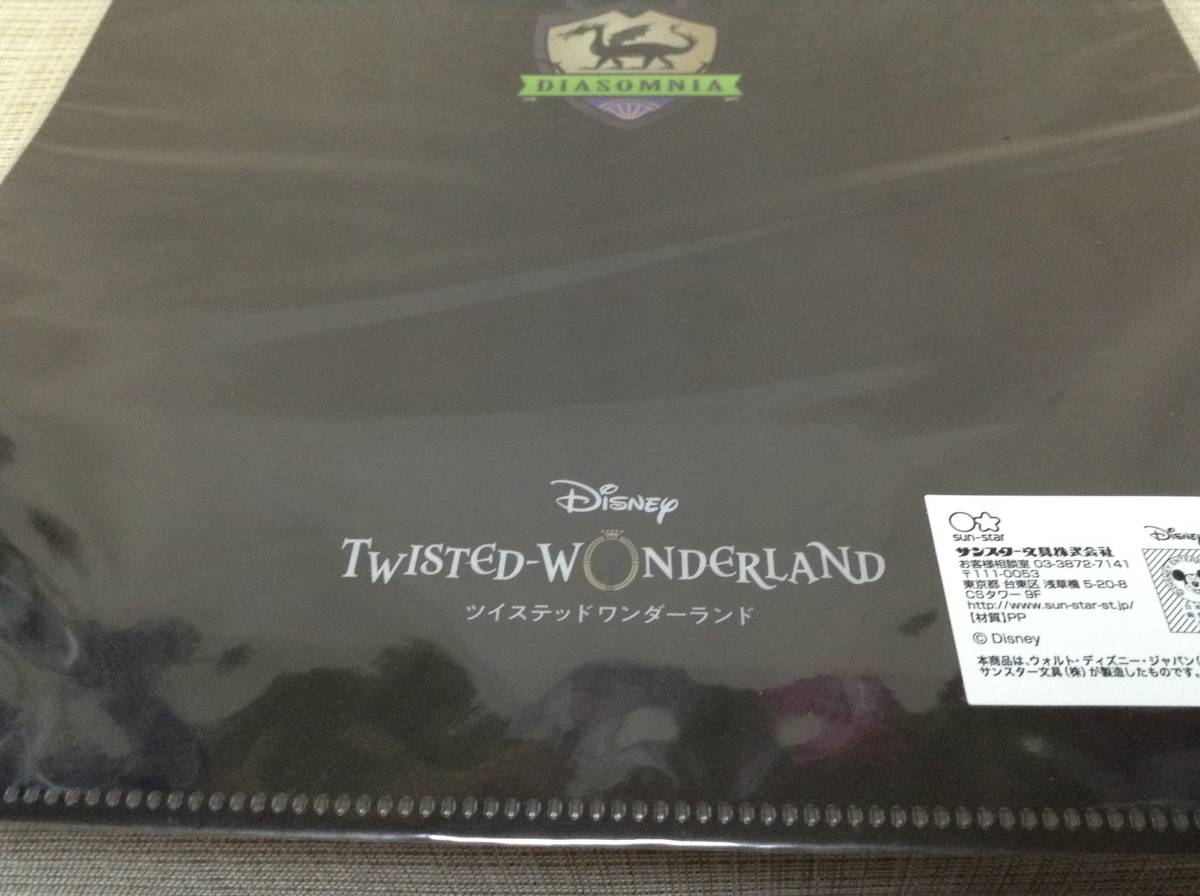 DIASOMNIA
Disney
TWISTED-WONDERLAND
ツイステッドワンダーランド
sun-star
サンスター文具株式会社
お客様相談室 03-3872-7141
〒111-0053
東京都 台東区 浅草橋 5-20-8
CSタワー 9F
http://www.sun-star-st.jp/
【材質】PP
© Disney
本商品は、ウォルト・ディズニー・ジャパン(
サンスター文具(株)が製造したものです。
Disney